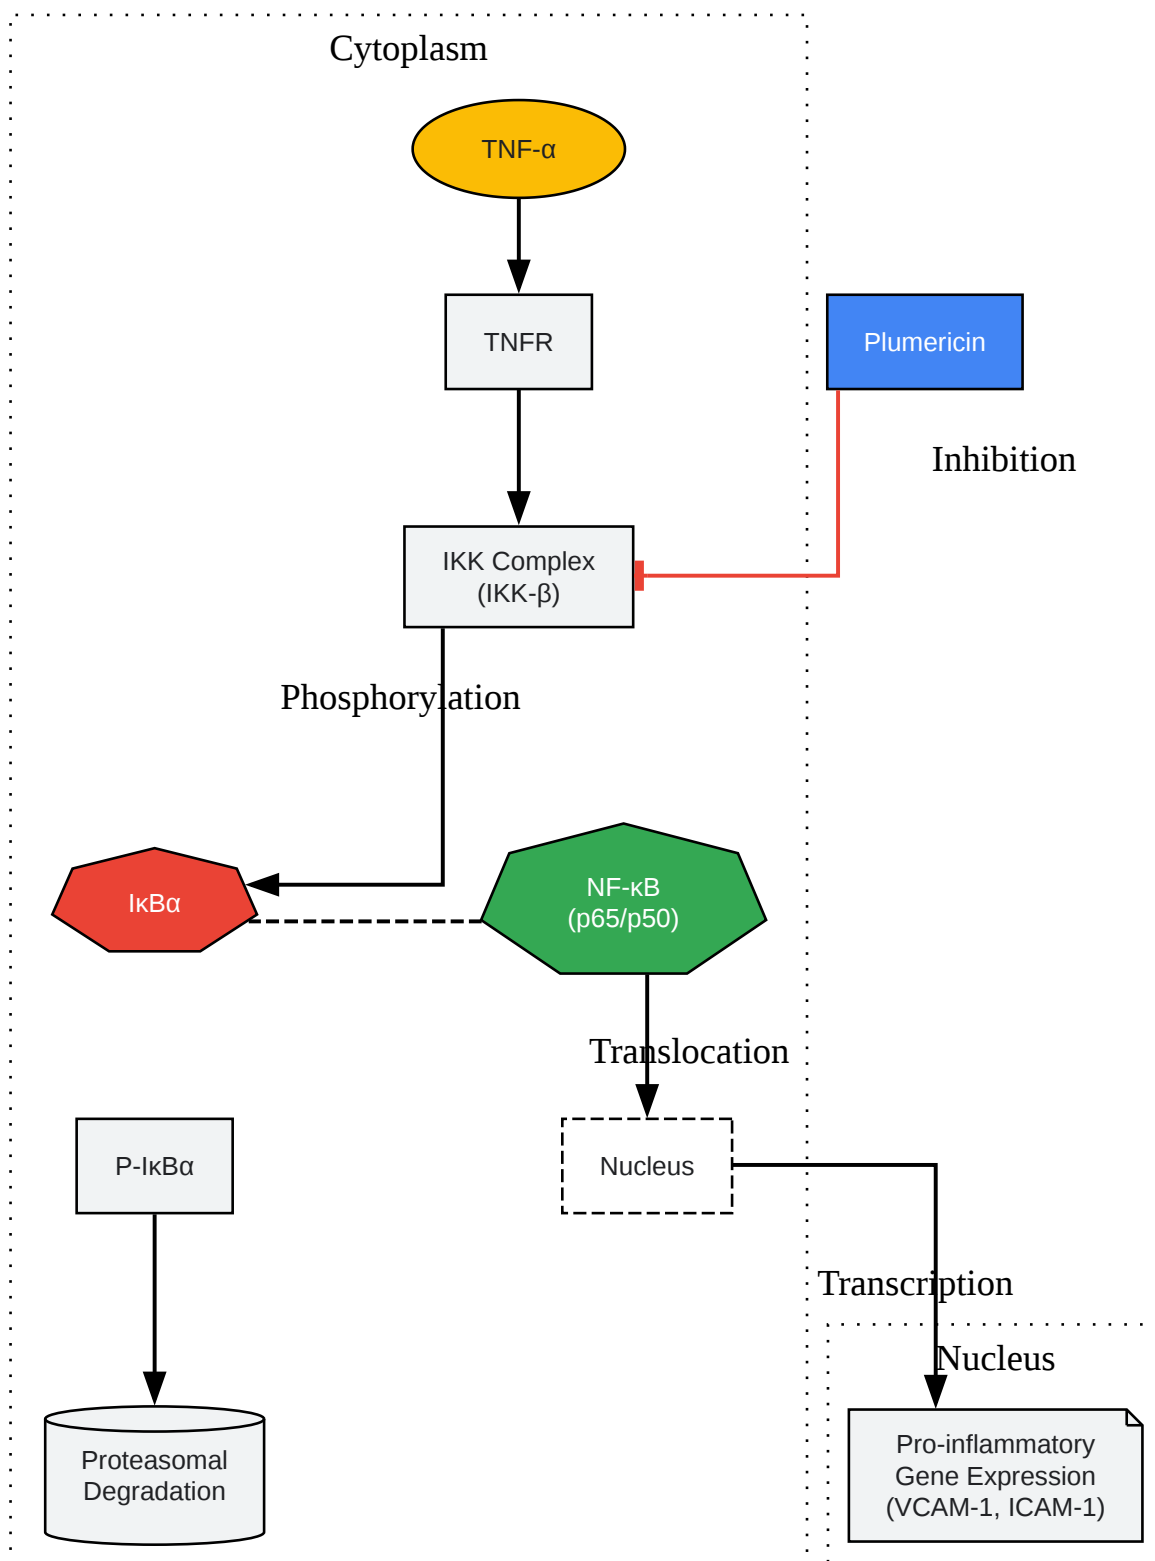 Cytoplasm
TNF-α
TNFR
Plumericin
Inhibition
IKK Complex
(IKK-β)
Phosphorylation
IκBα
NF-κB
(p65/p50)
Translocation
P-IκBα
Nucleus
Transcription
Nucleus
Proteasomal
Degradation
Pro-inflammatory
Gene Expression
(VCAM-1, ICAM-1)